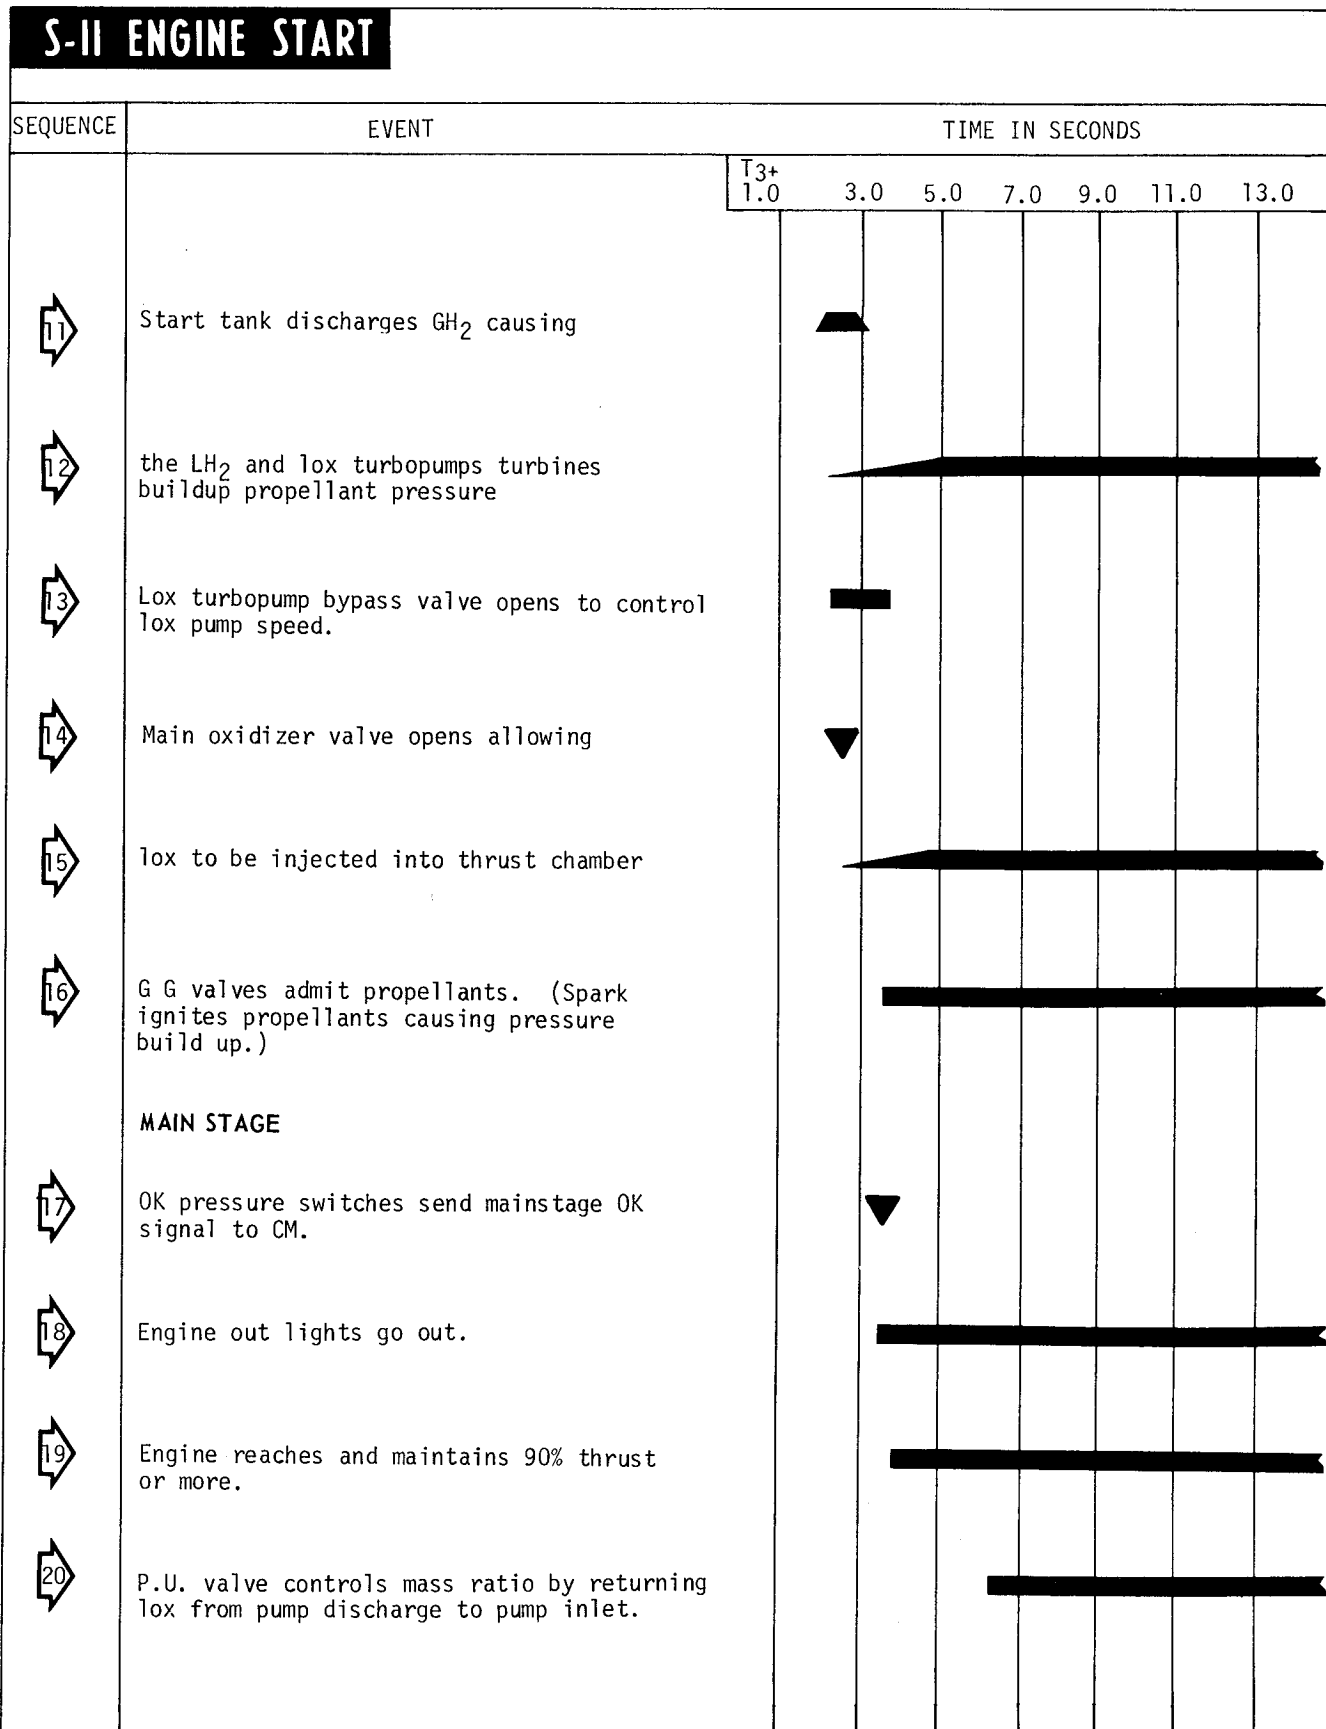 S-II ENGINE START
SEQUENCE EVENT TIME IN SECONDS
T3+
1.0 3.0 5.0 7.0 9.0 11.0 13.0
11 Start tank discharges GH2 causing
12 the LH2 and lox turbopumps turbines
buildup propellant pressure
13 Lox turbopump bypass valve opens to control
lox pump speed.
14 Main oxidizer valve opens allowing
15 lox to be injected into thrust chamber
16 G G valves admit propellants. (Spark
ignites propellants causing pressure
build up.)
MAIN STAGE
17 OK pressure switches send mainstage OK
signal to CM.
18 Engine out lights go out.
19 Engine reaches and maintains 90% thrust
or more.
20 P.U. valve controls mass ratio by returning
lox from pump discharge to pump inlet.